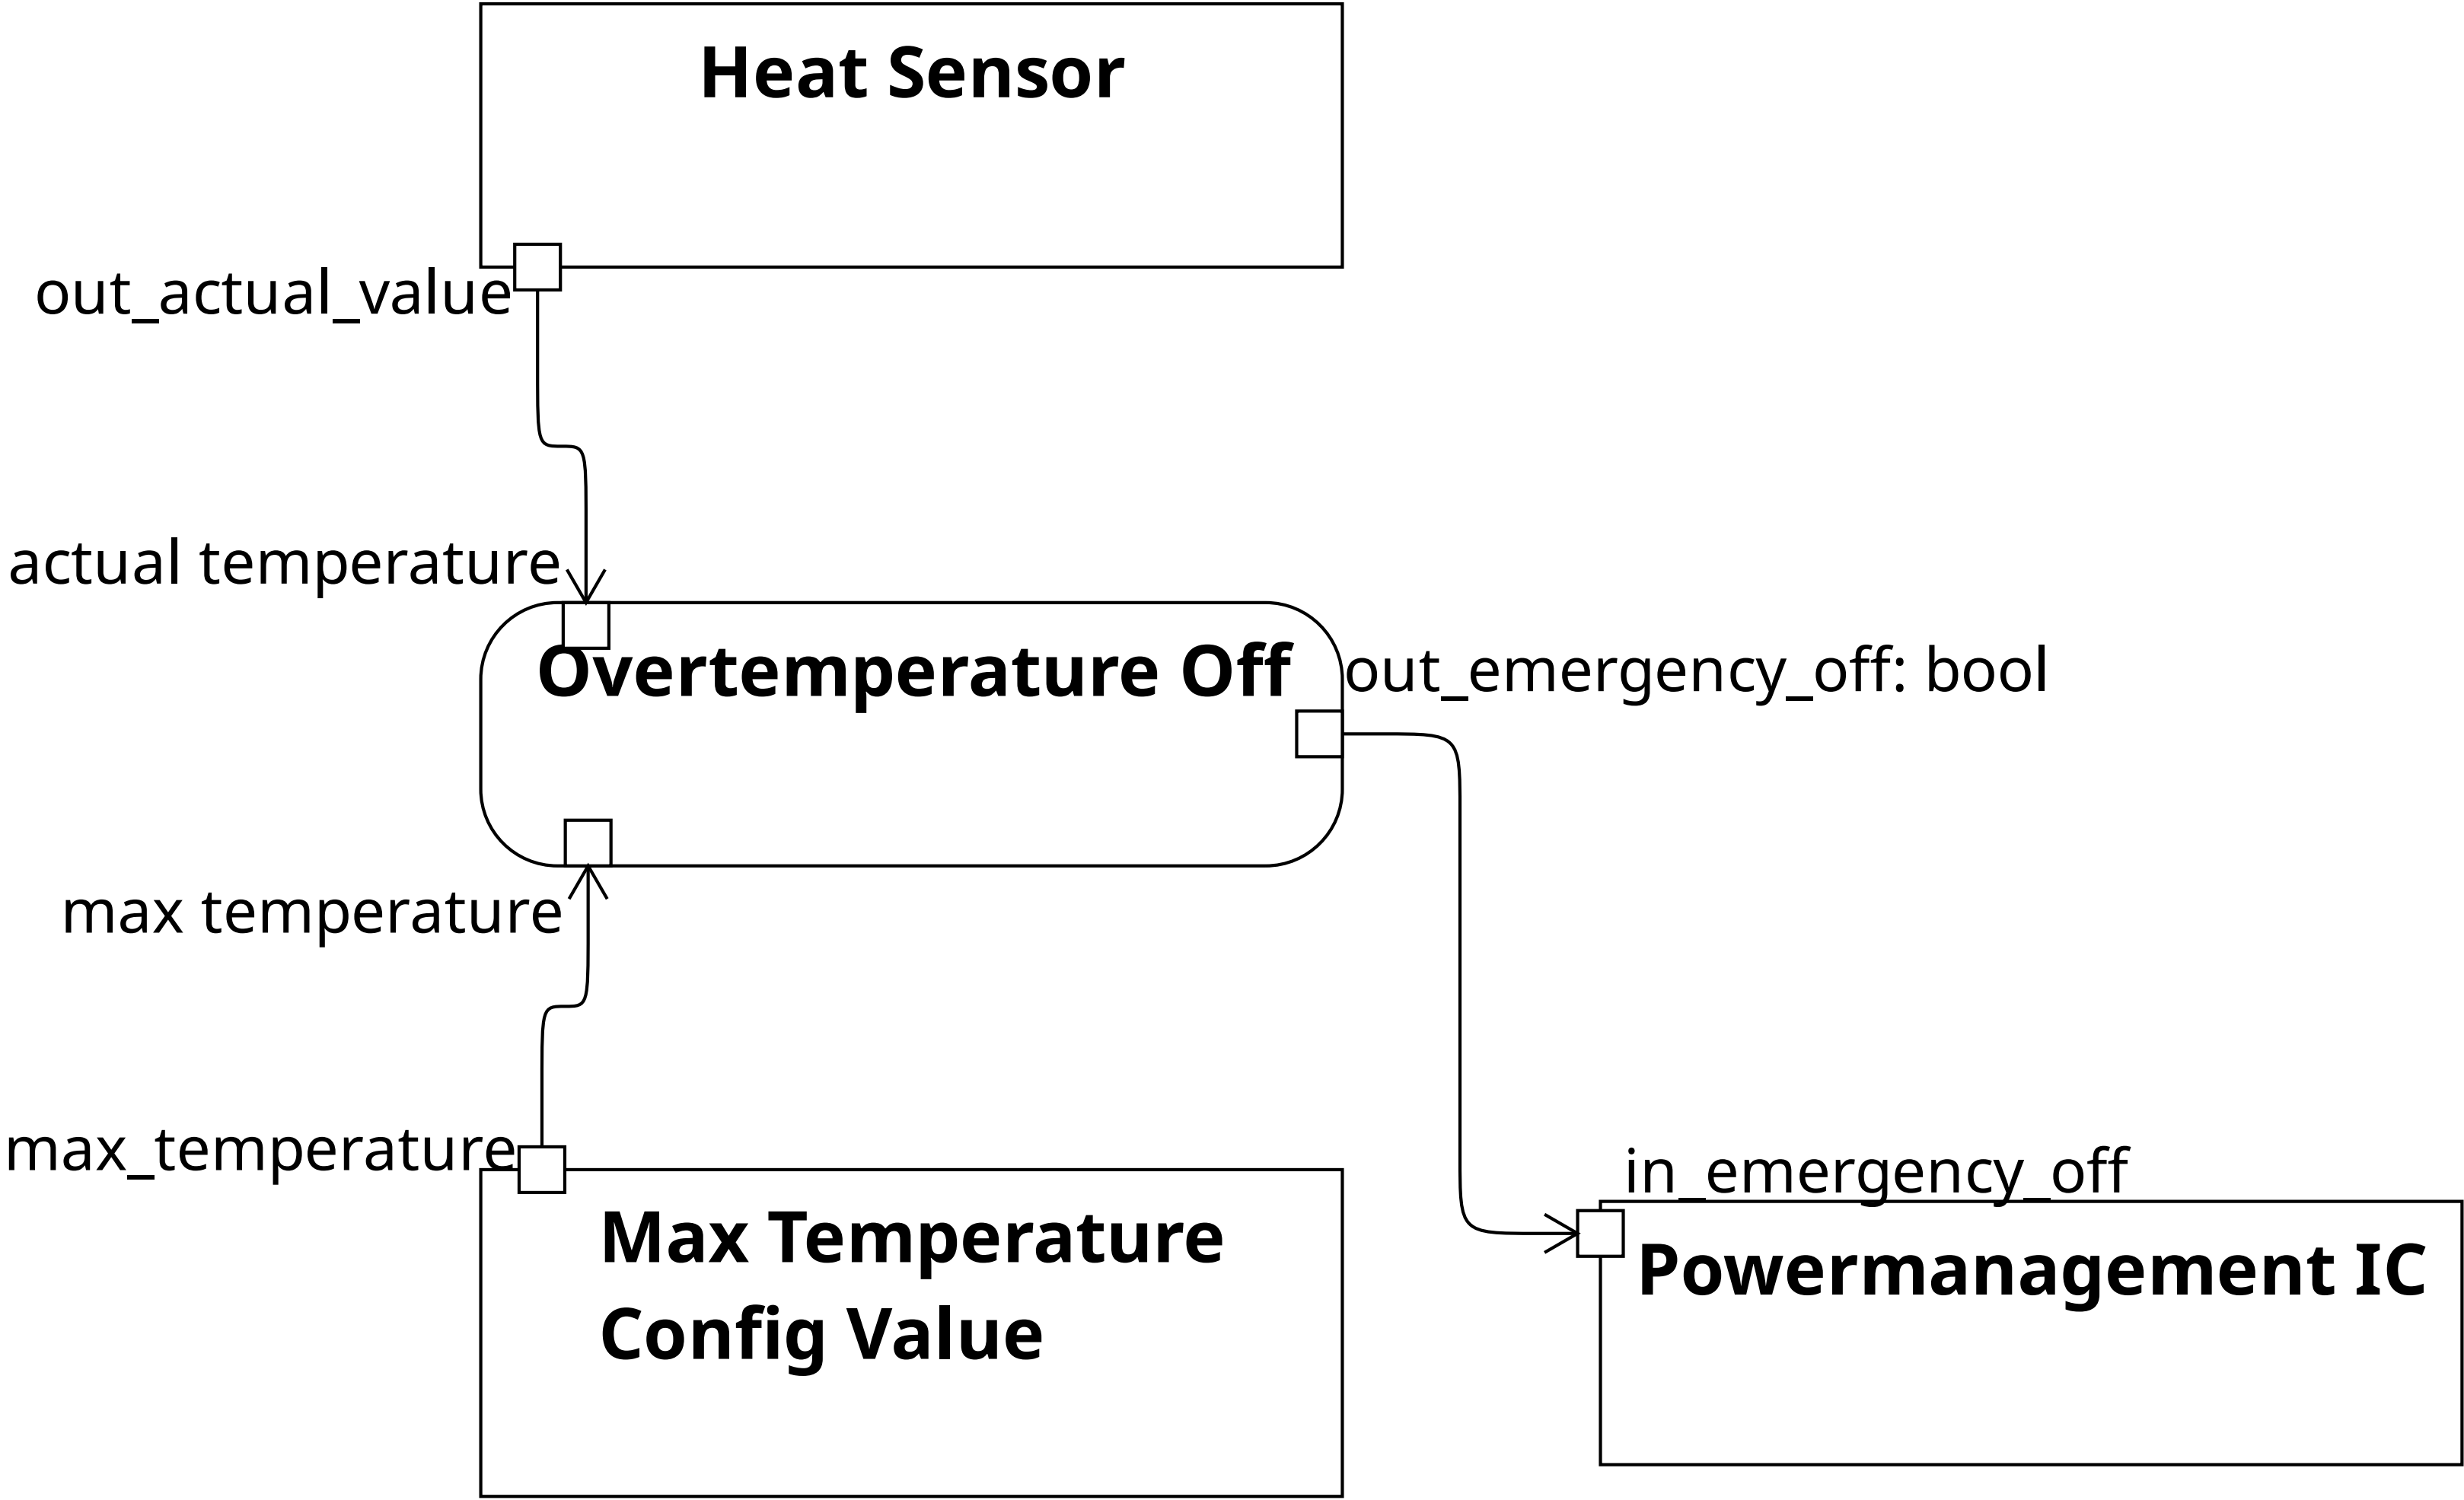 Heat Sensor
out_actual_value
actual temperature
Overtemperature Off
out_emergency_off: bool
max temperature
max_temperature
in_emergency_off
Max Temperature
Config Value
Powermanagement IC